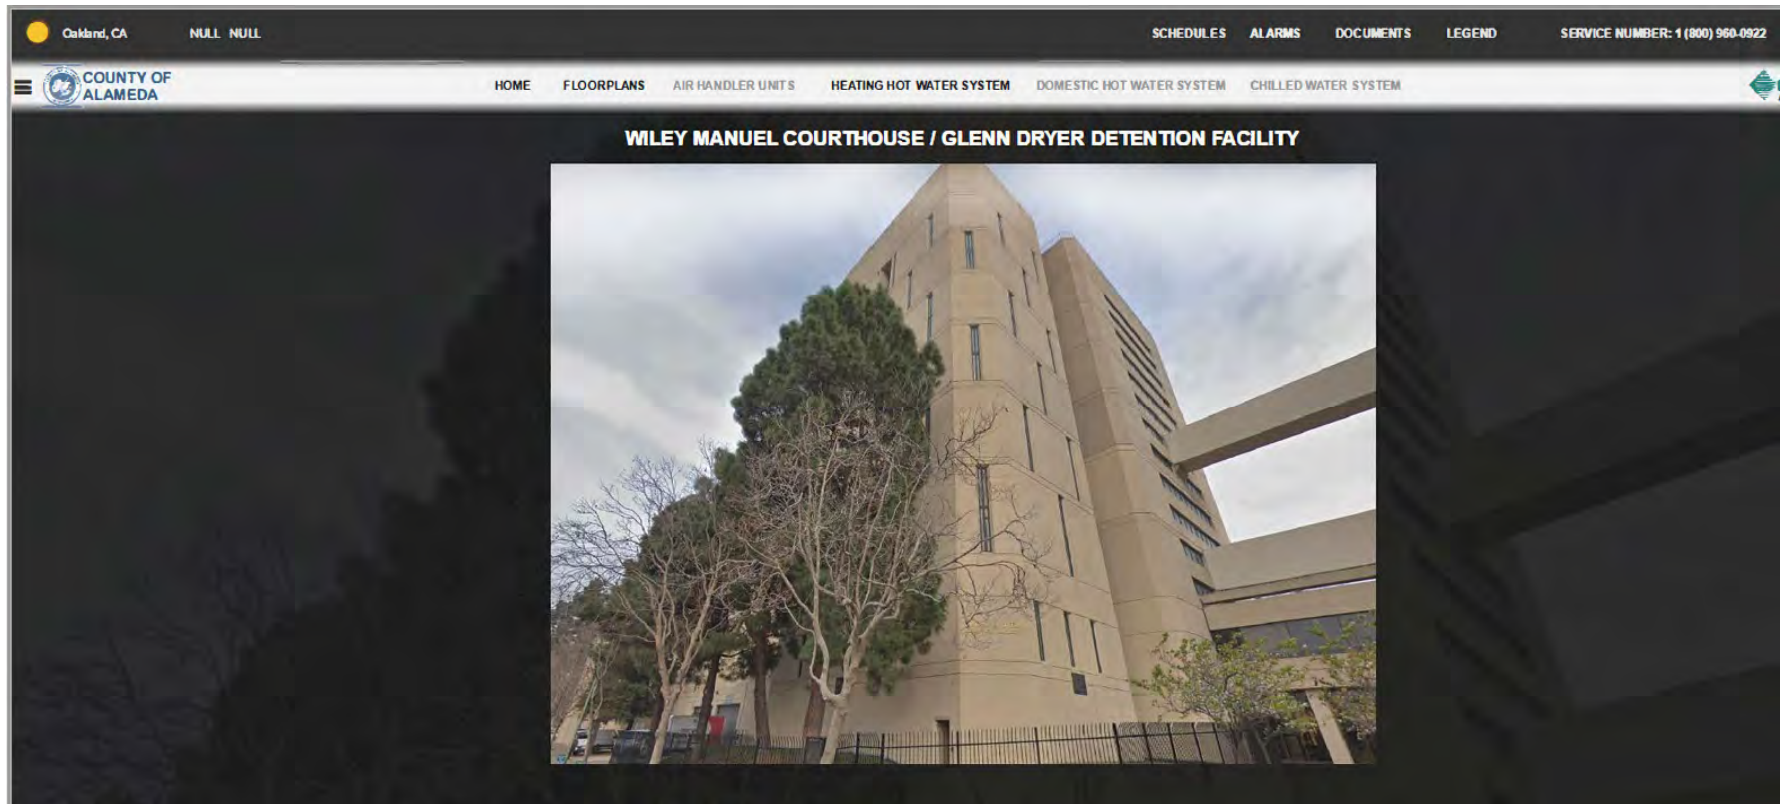 Oakland, CA NULL NULL SCHEDULES ALARMS DOCUMENTS LEGEND SERVICE NUMBER: 1 (800) 960-0922
COUNTY OF
ALAMEDA
HOME FLOORPLANS AIR HANDLER UNITS HEATING HOT WATER SYSTEM DOMESTIC HOT WATER SYSTEM CHILLED WATER SYSTEM
WILEY MANUEL COURTHOUSE / GLENN DRYER DETENTION FACILITY